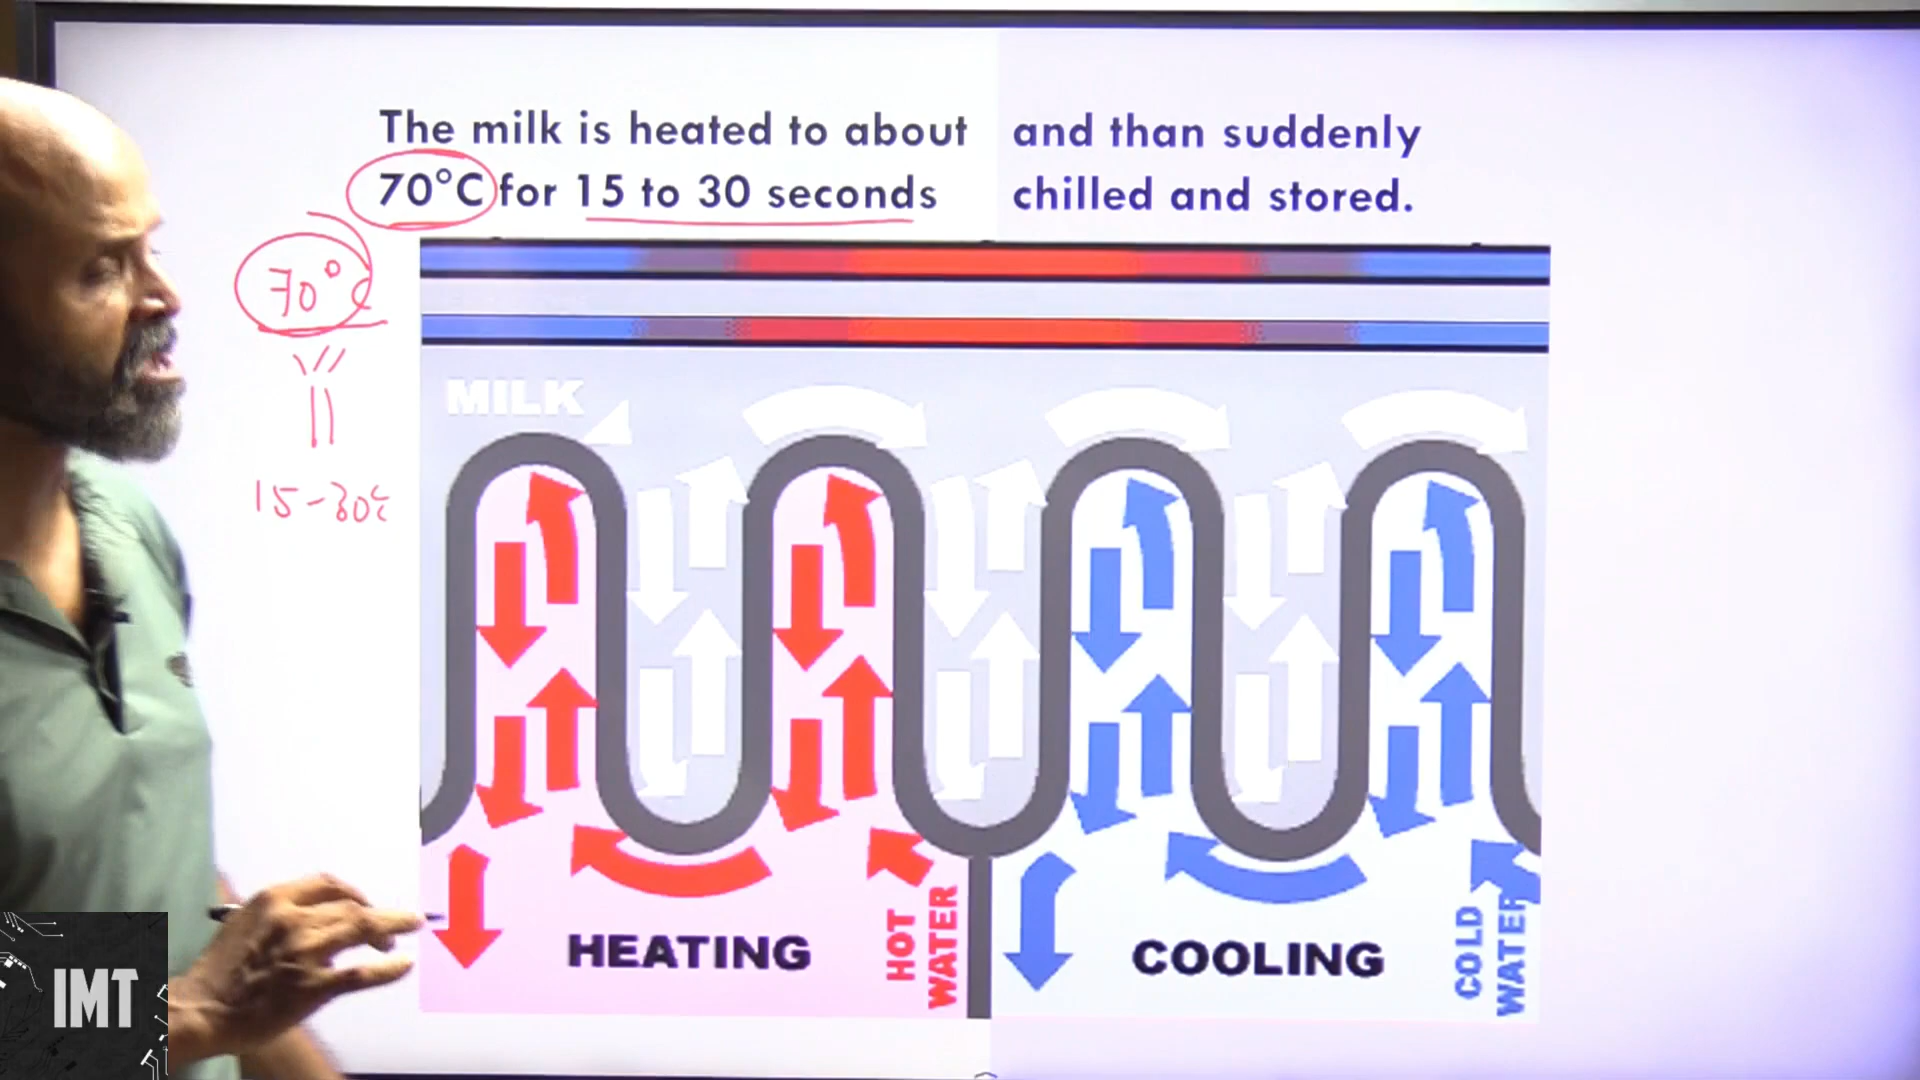 The milk is heated to about
70°C for 15 to 30 seconds
and than suddenly
chilled and stored.
70°C
15-30c
MILK
HEATING
HOT
WATER
COOLING
COLD
WATER
IMT